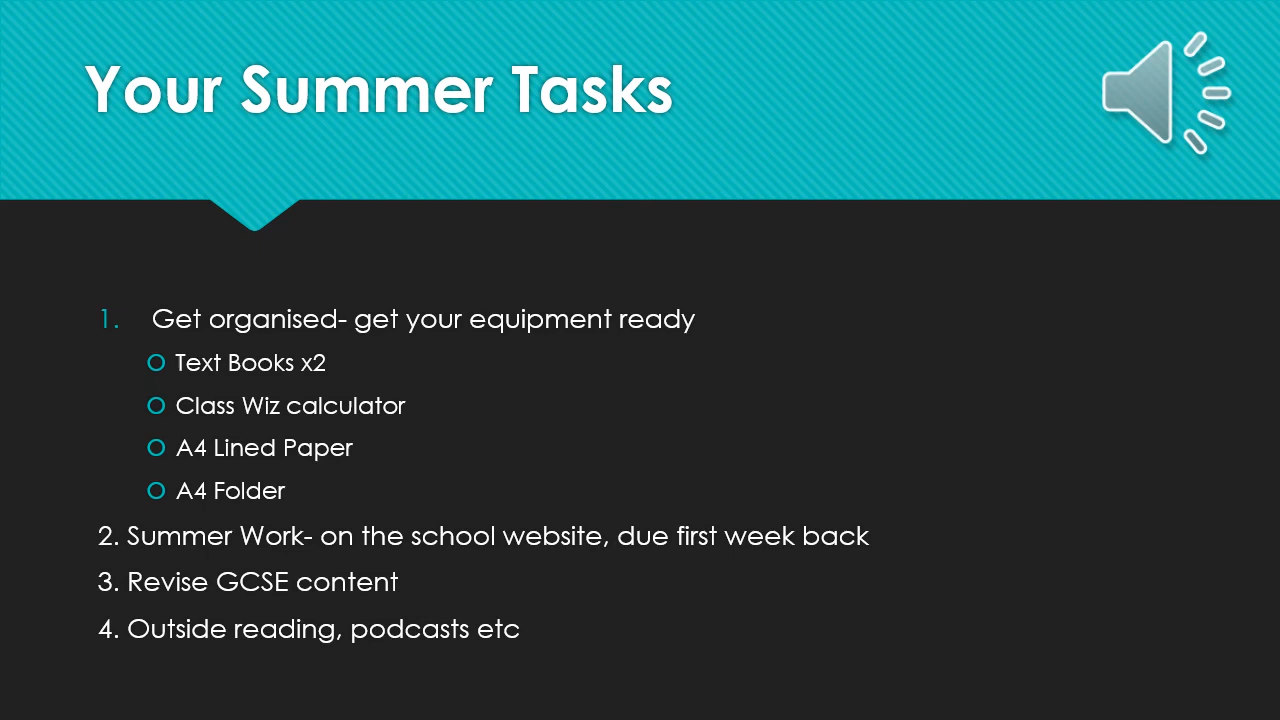 Your Summer Tasks
1. Get organised- get your equipment ready
Text Books x2
Class Wiz calculator
A4 Lined Paper
A4 Folder
2. Summer Work- on the school website, due first week back
3. Revise GCSE content
4. Outside reading, podcasts etc